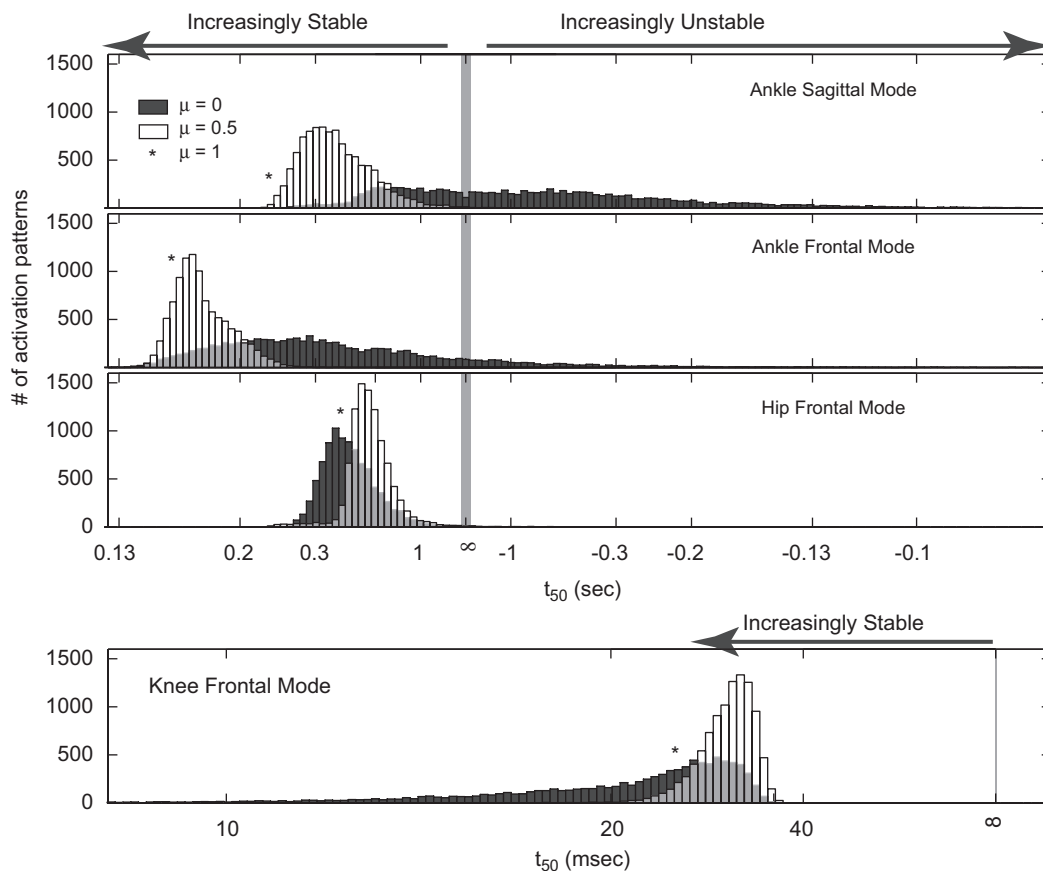 Increasingly Stable Increasingly Unstable
1500
1000
500
0
μ = 0
μ = 0.5
* μ = 1
*
Ankle Sagittal Mode
1500
1000
500
0
*
Ankle Frontal Mode
1500
1000
500
0
*
Hip Frontal Mode
# of activation patterns
0.13 0.2 0.3 1 ∞ -1 -0.3 -0.2 -0.13 -0.1
t50 (sec)
Increasingly Stable
1500
1000
500
0
Knee Frontal Mode
*
10 20 40 ∞
t50 (msec)